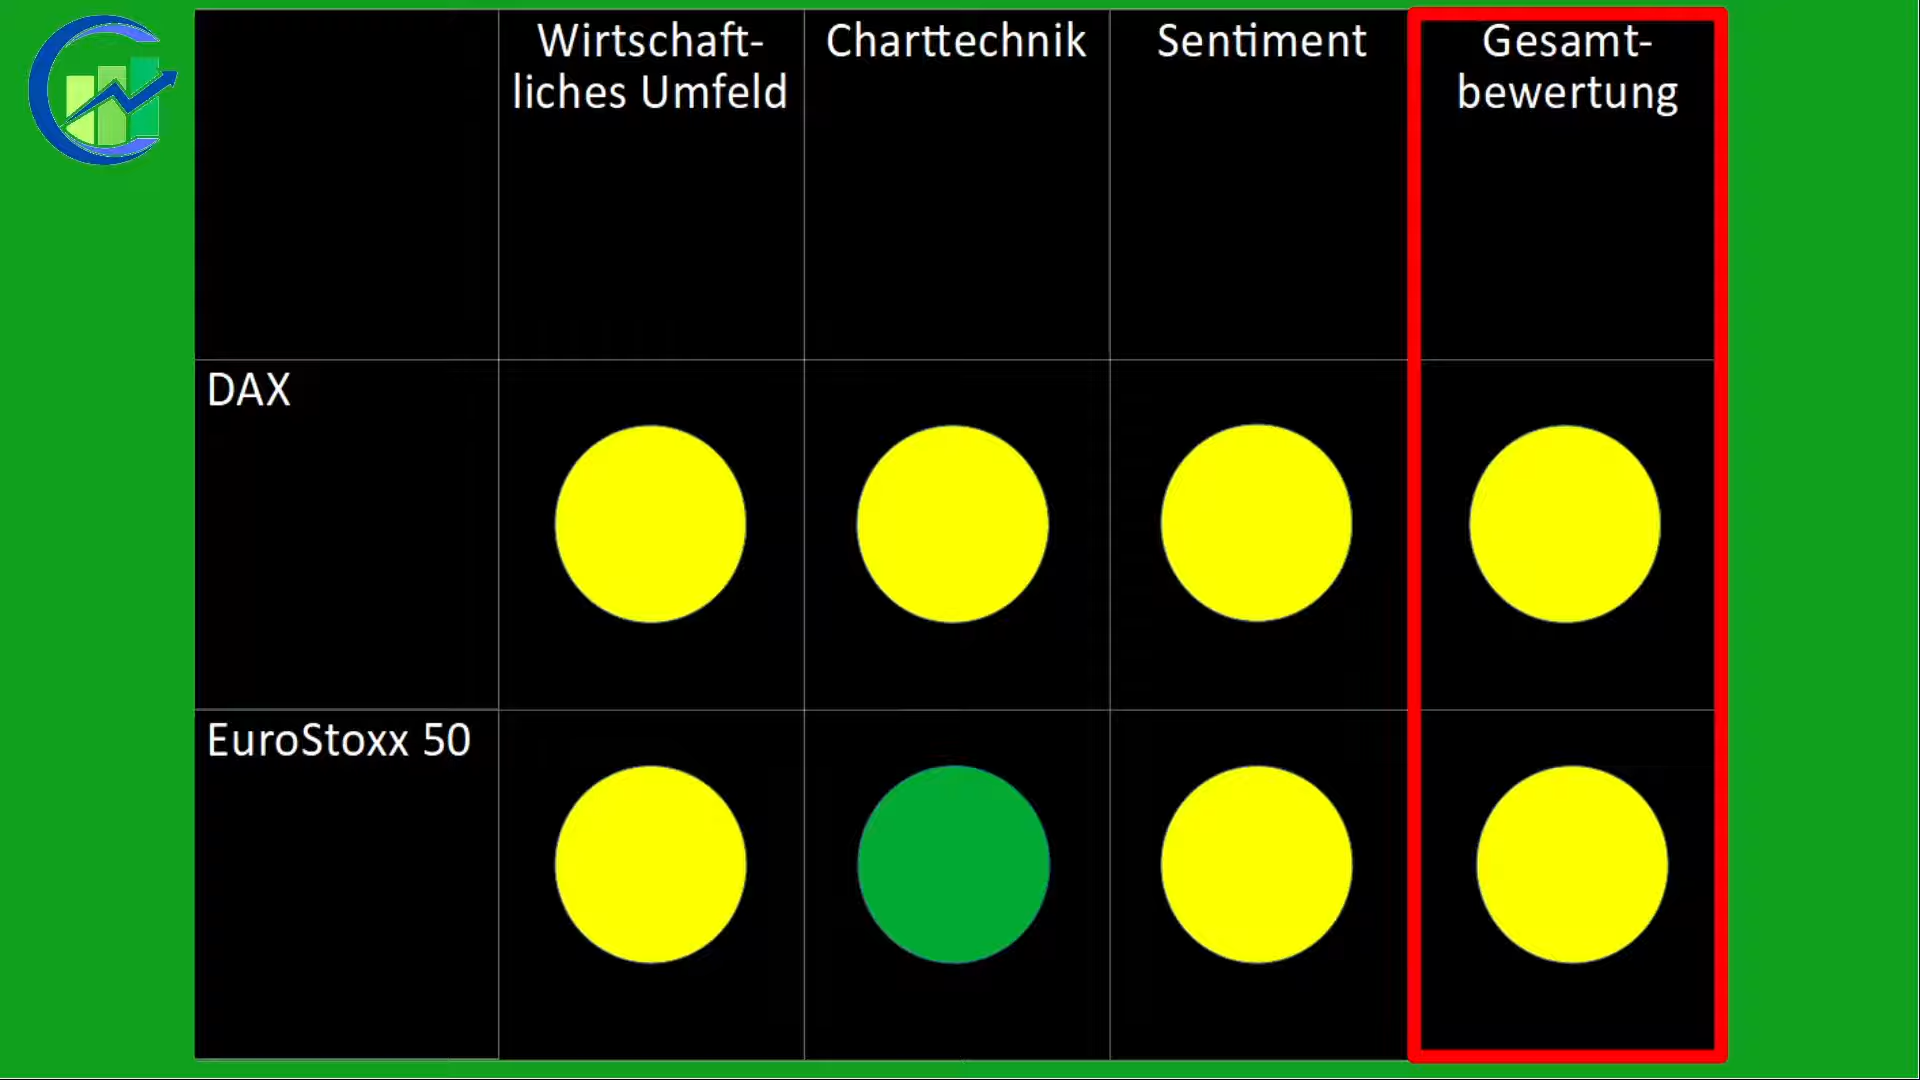 Wirtschaft-
liches Umfeld
Charttechnik
Sentiment
Gesamt-
bewertung
DAX
EuroStoxx 50